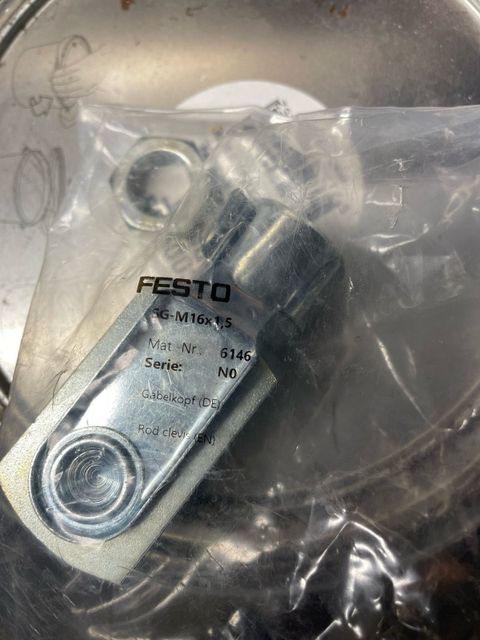 FESTO
SG-M16x1,5
Mat.-Nr.: 6146
Serie: N0
Gabelkopf (DE)
Rod clevis (EN)